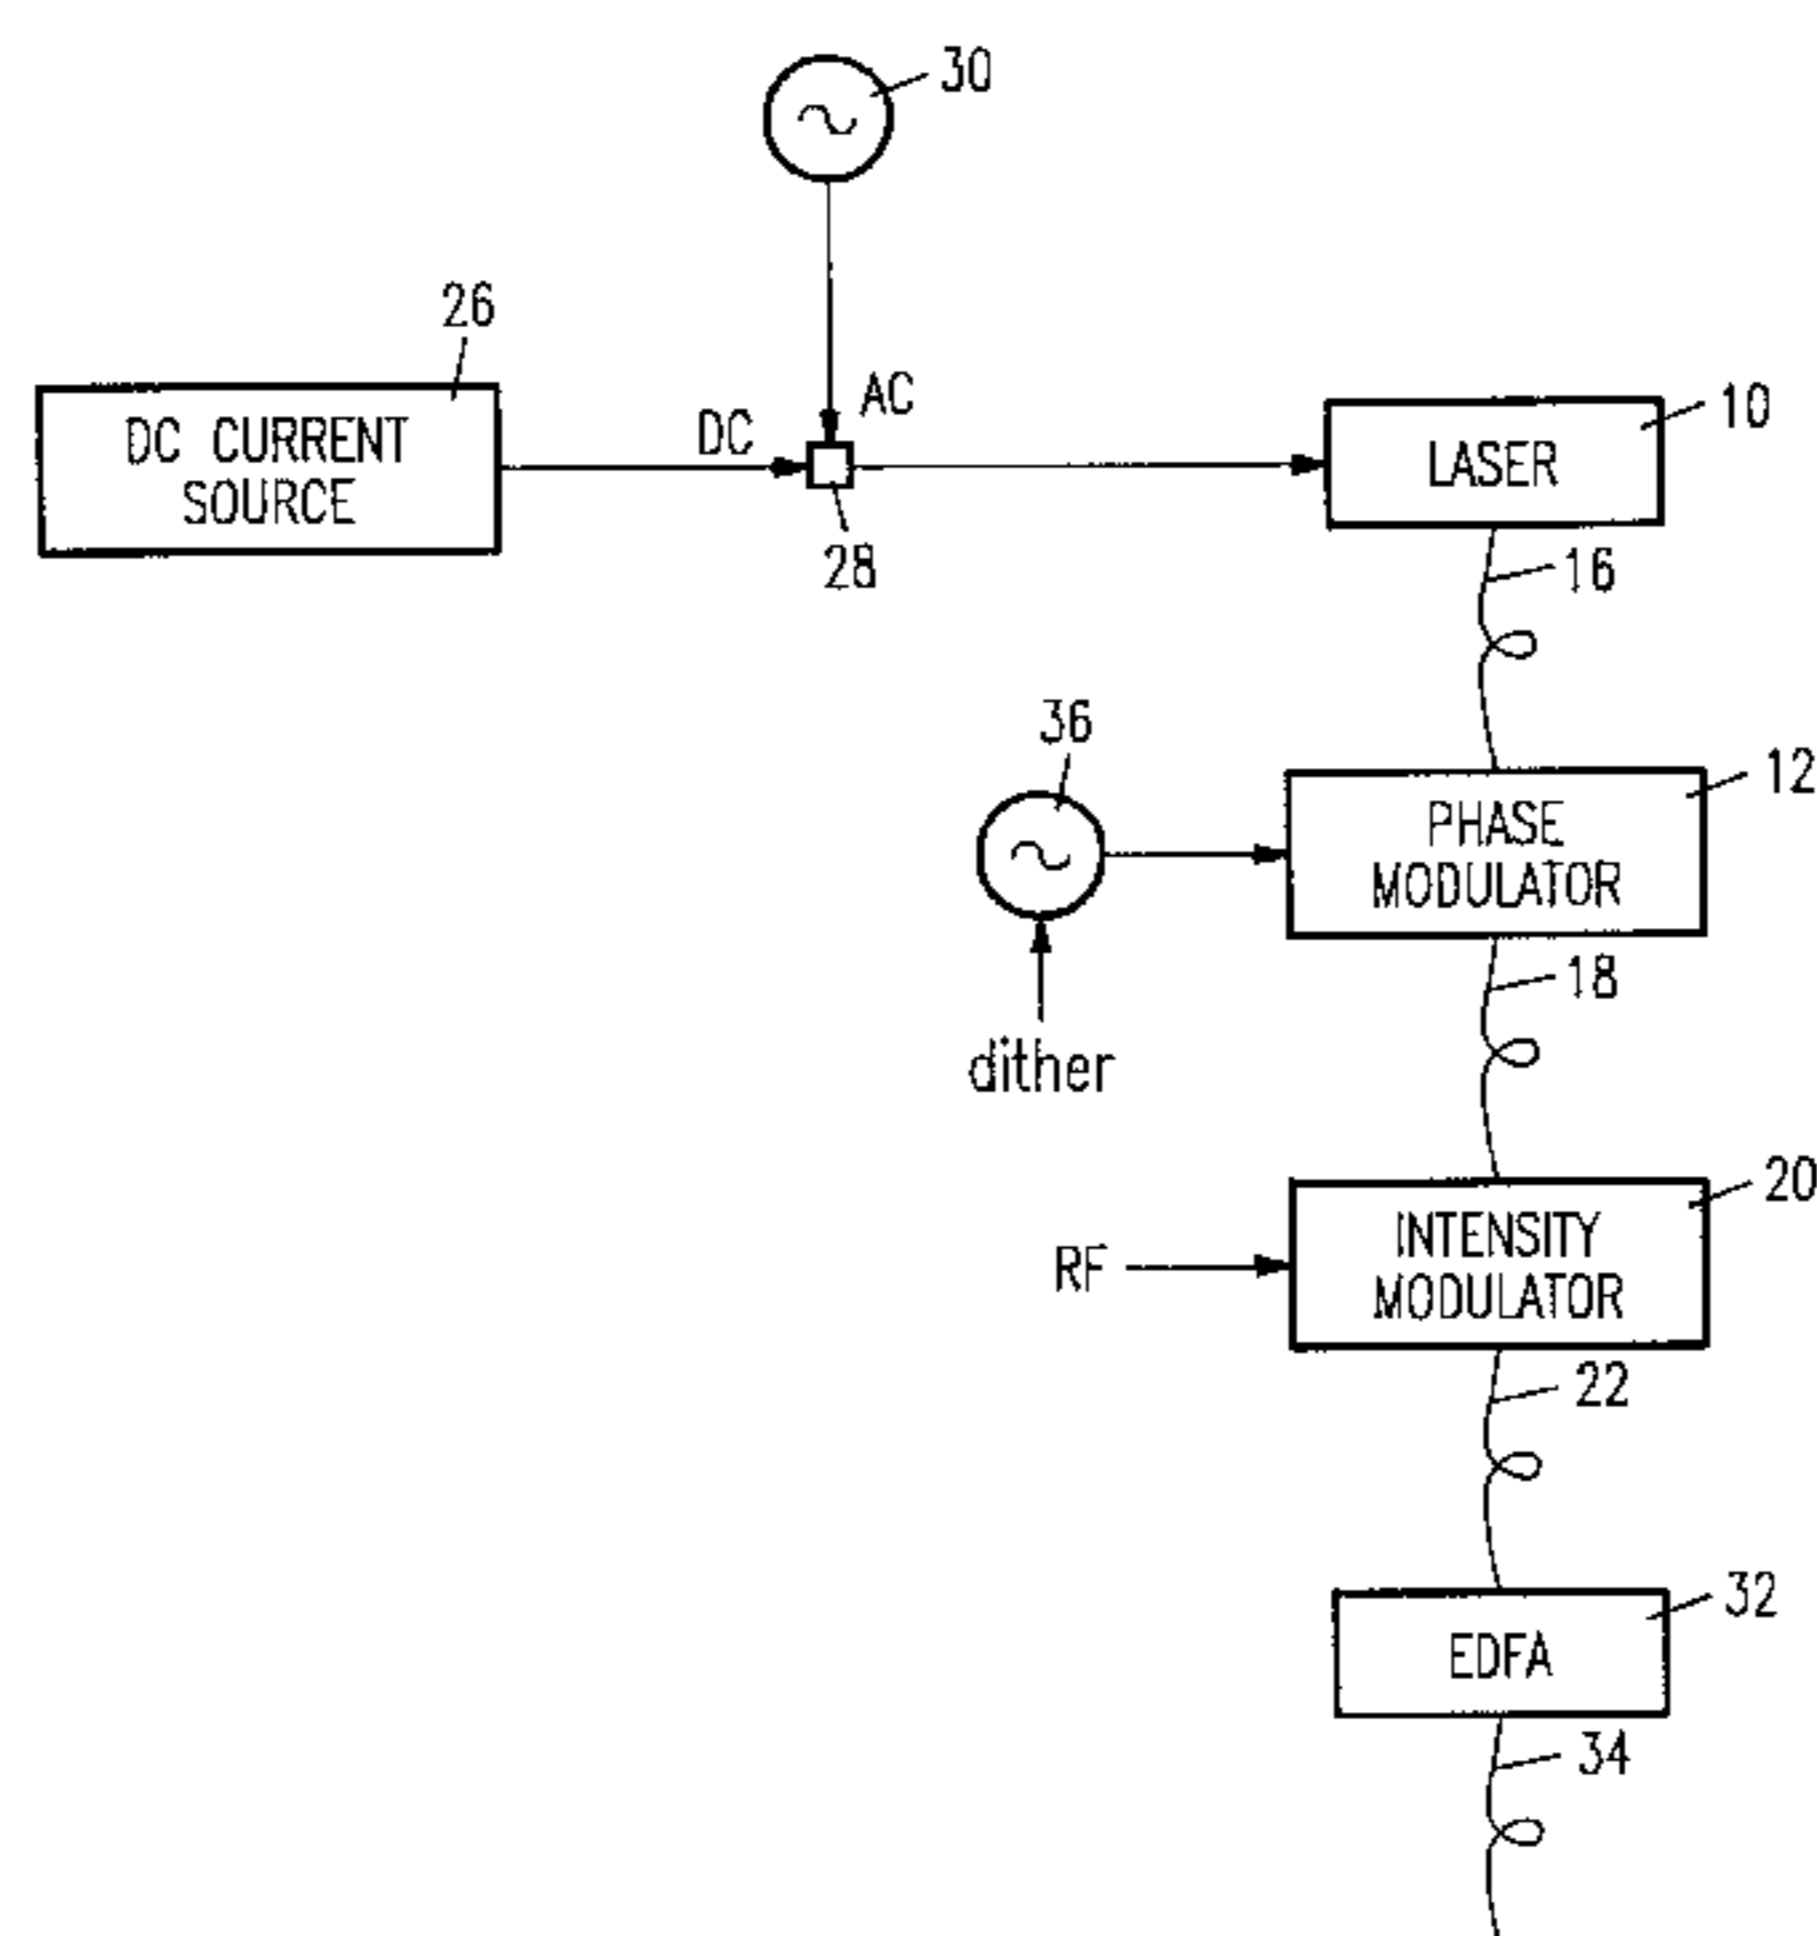 30
26
DC CURRENT
SOURCE
DC
AC
28
10
LASER
16
36
12
PHASE
MODULATOR
18
dither
20
RF
INTENSITY
MODULATOR
22
32
EDFA
34